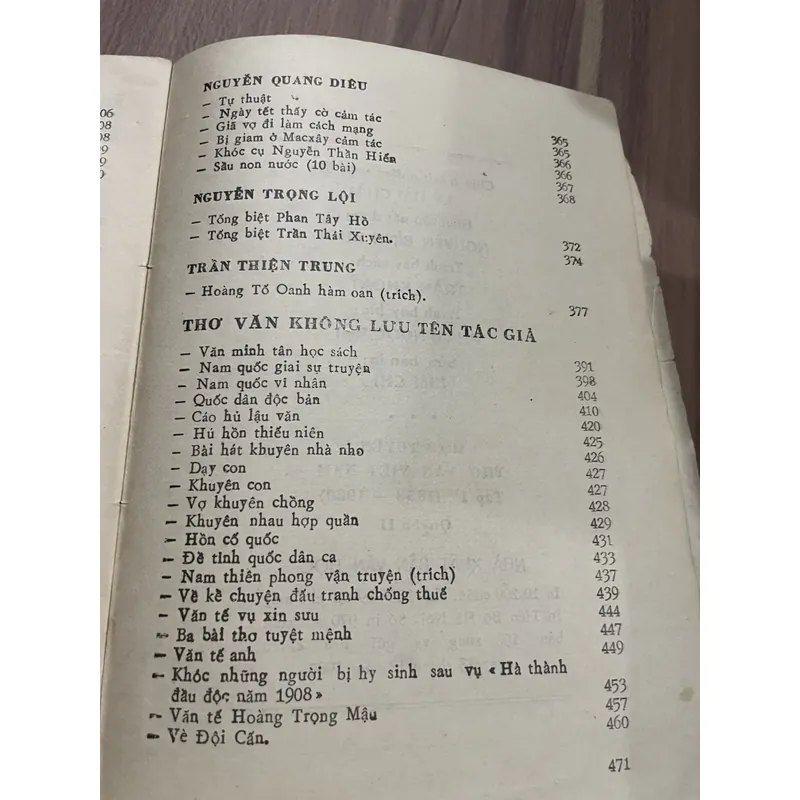 NGUYỄN QUANG DIÊU
— Tự thuật 365
— Ngày tết thấy cờ cảm tác 365
— Giã vợ đi làm cách mạng 366
— Bị giam ở Macxây cảm tác 366
— Khóc cụ Nguyễn Thần Hiến 367
— Sầu non nước (10 bài) 368
NGUYỄN TRỌNG LỘI
— Tống biệt Phan Tây Hồ 372
— Tống biệt Trần Thái Xuyên. 374
TRẦN THIỆN TRUNG
— Hoàng Tố Oanh hàm oan (trích). 377
THƠ VĂN KHÔNG LƯU TÊN TÁC GIẢ
— Văn minh tân học sách 391
— Nam quốc giai sự truyện 398
— Nam quốc vĩ nhân 404
— Quốc dân độc bản 410
— Cáo hủ lậu văn 420
— Hú hồn thiếu niên 425
— Bài hát khuyên nhà nho 426
— Dạy con 427
— Khuyên con 427
— Vợ khuyên chồng 428
— Khuyên nhau hợp quần 429
— Hồn cố quốc 431
— Đề tỉnh quốc dân ca 433
— Nam thiên phong vận truyện (trích) 437
— Vè kể chuyện đấu tranh chống thuế 439
— Văn tế vụ xin sưu 444
— Ba bài thơ tuyệt mệnh 447
— Văn tế anh 449
— Khóc những người bị hy sinh sau vụ « Hà thành
đầu độc năm 1908 » 453
— Văn tế Hoàng Trọng Mậu 457
— Vè Đội Cấn. 460
471